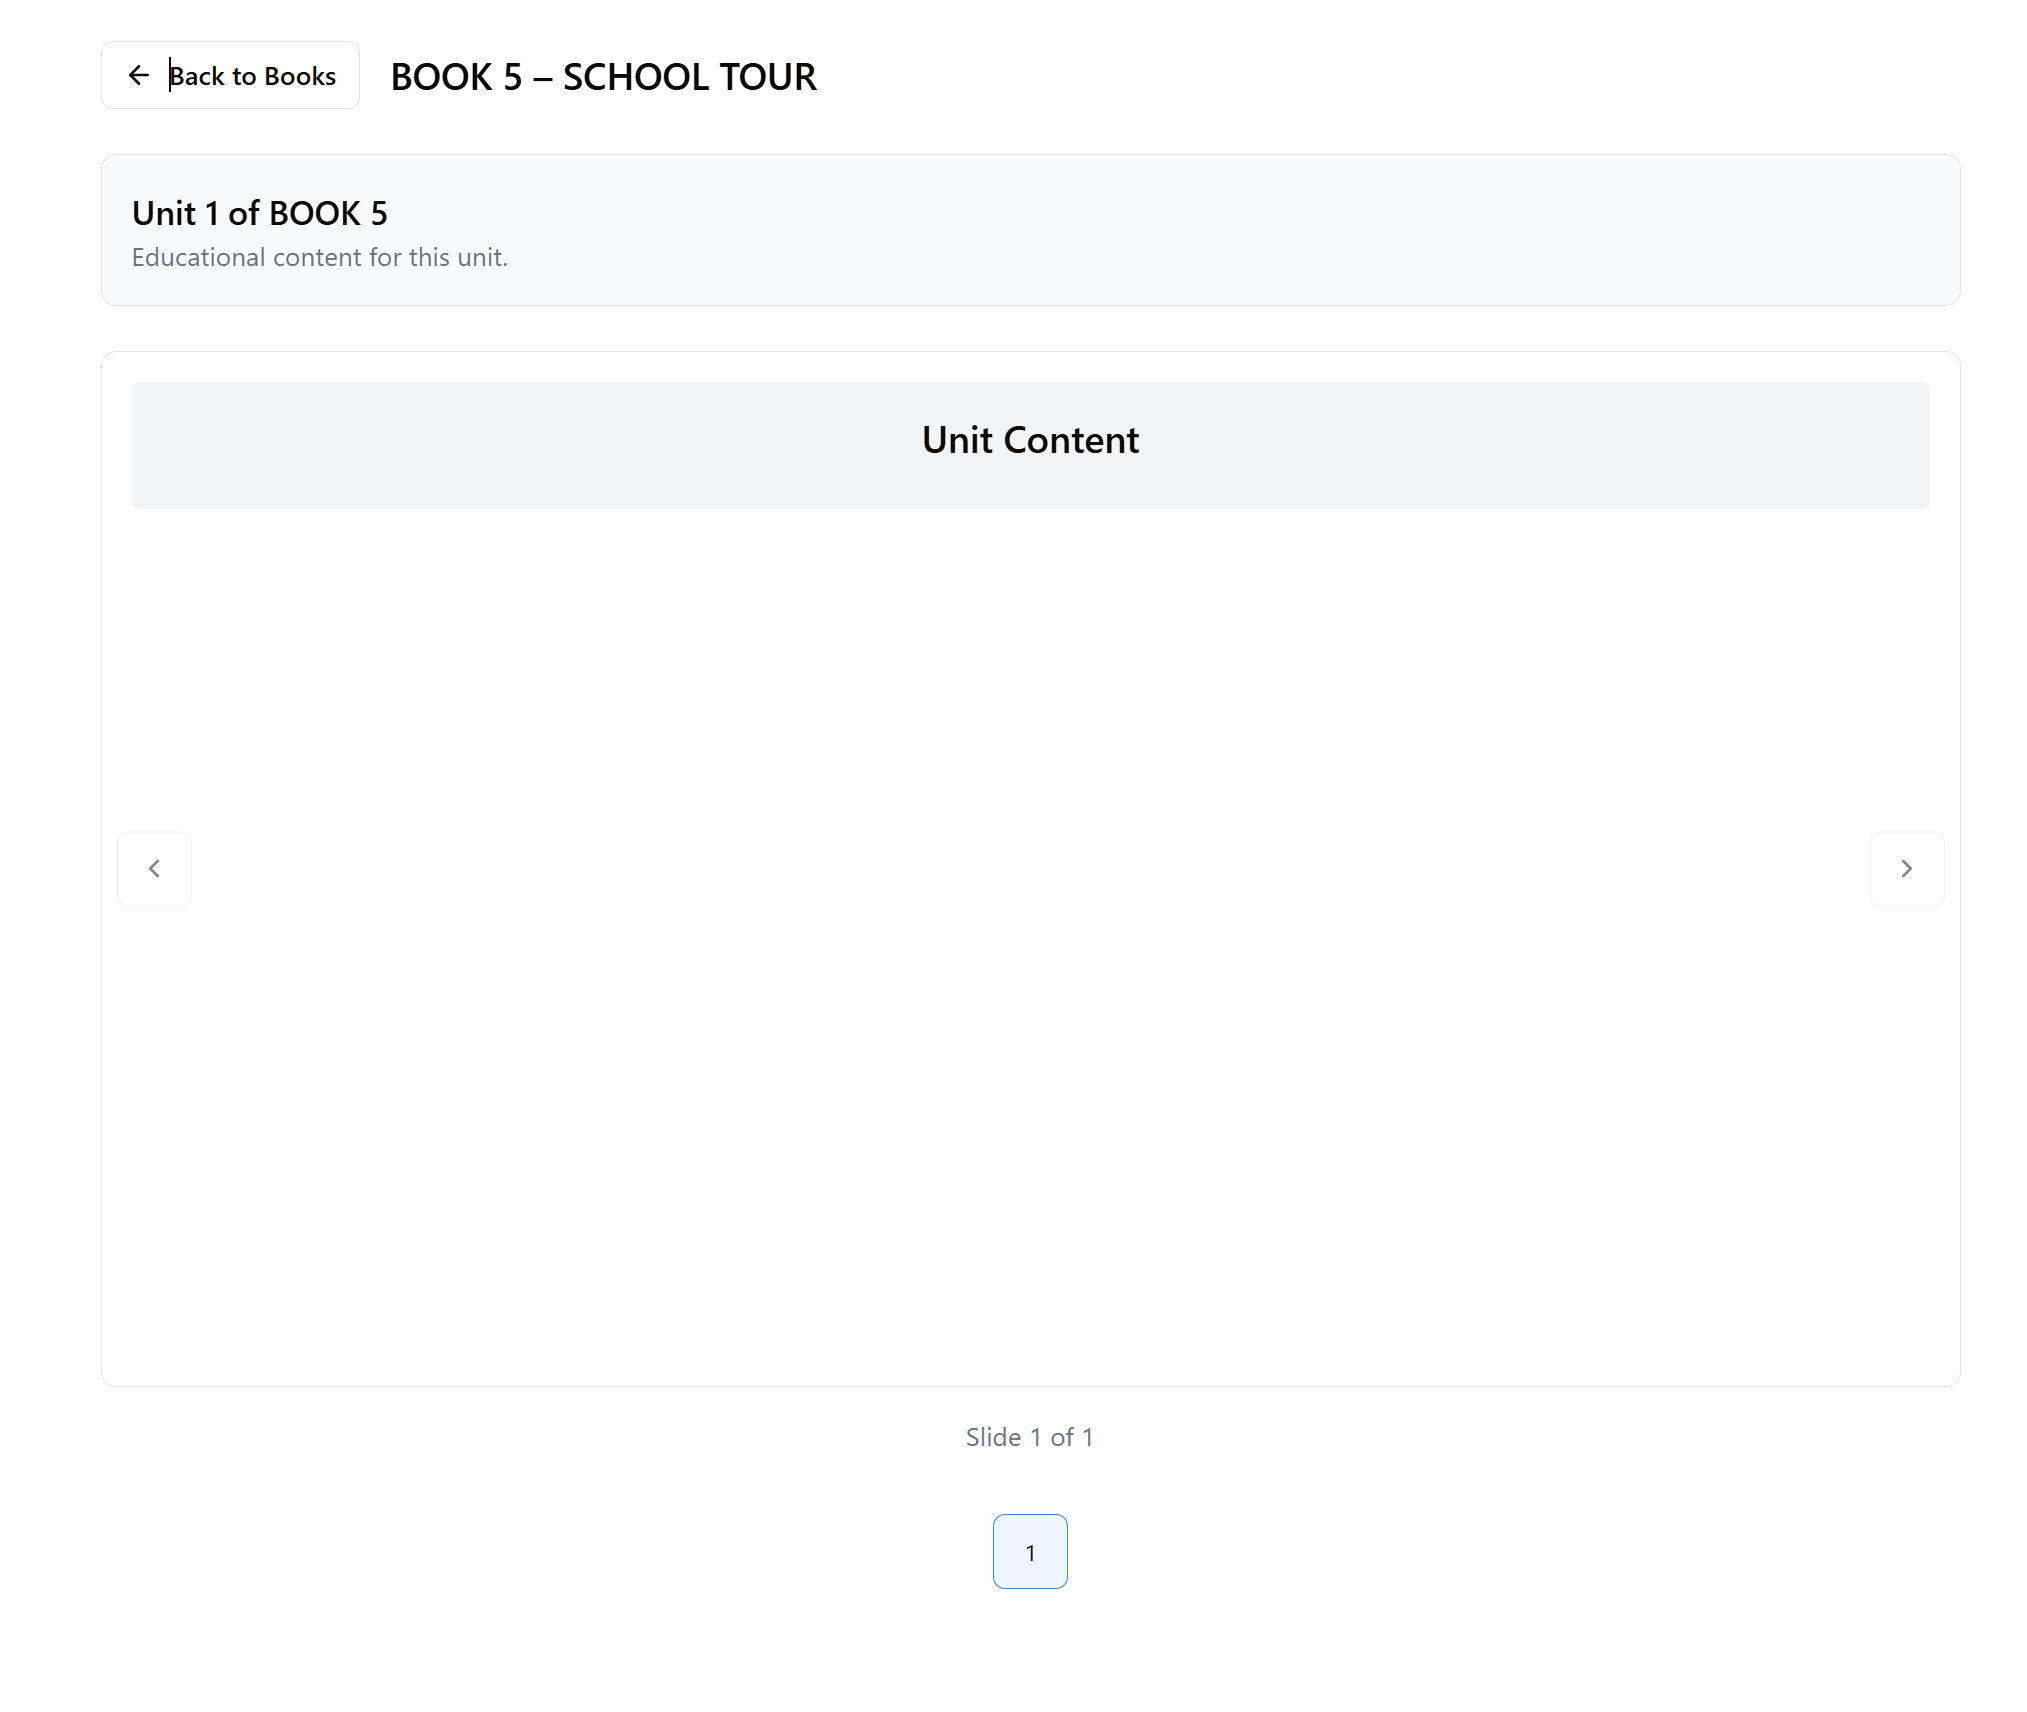 Back to Books
BOOK 5 – SCHOOL TOUR
Unit 1 of BOOK 5
Educational content for this unit.
Unit Content
Slide 1 of 1
1